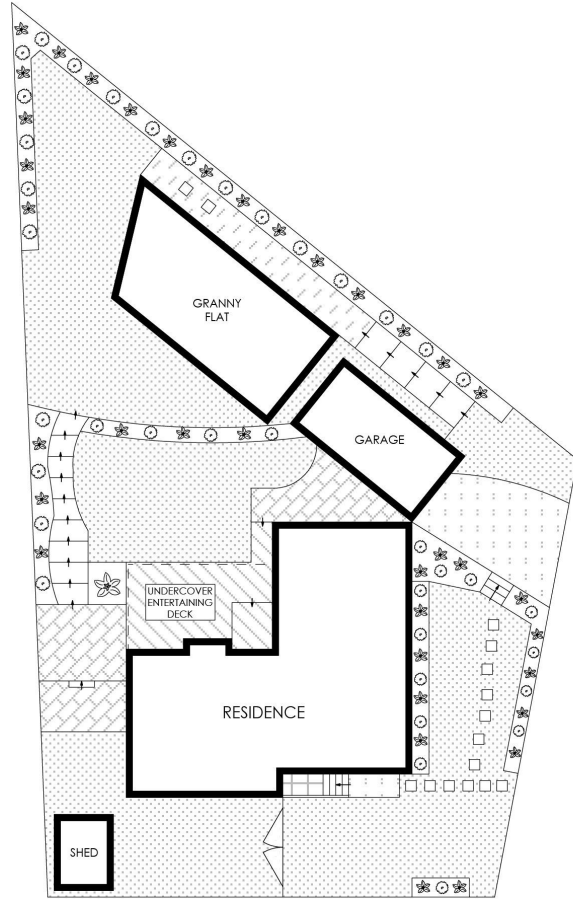 GRANNY
FLAT
GARAGE
UNDERCOVER
ENTERTAINING
DECK
RESIDENCE
SHED